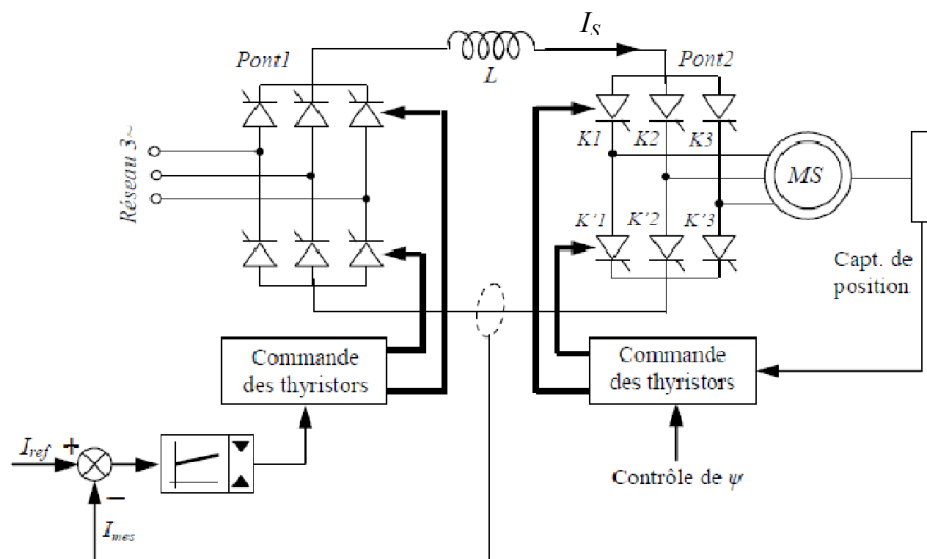 I_S
Pont1
L
Pont2
K1
K2
K3
Réseau 3~
MS
K'1
K'2
K'3
Capt. de
position
Commande
des thyristors
Commande
des thyristors
I_ref
+
−
I_mes
Contrôle de ψ